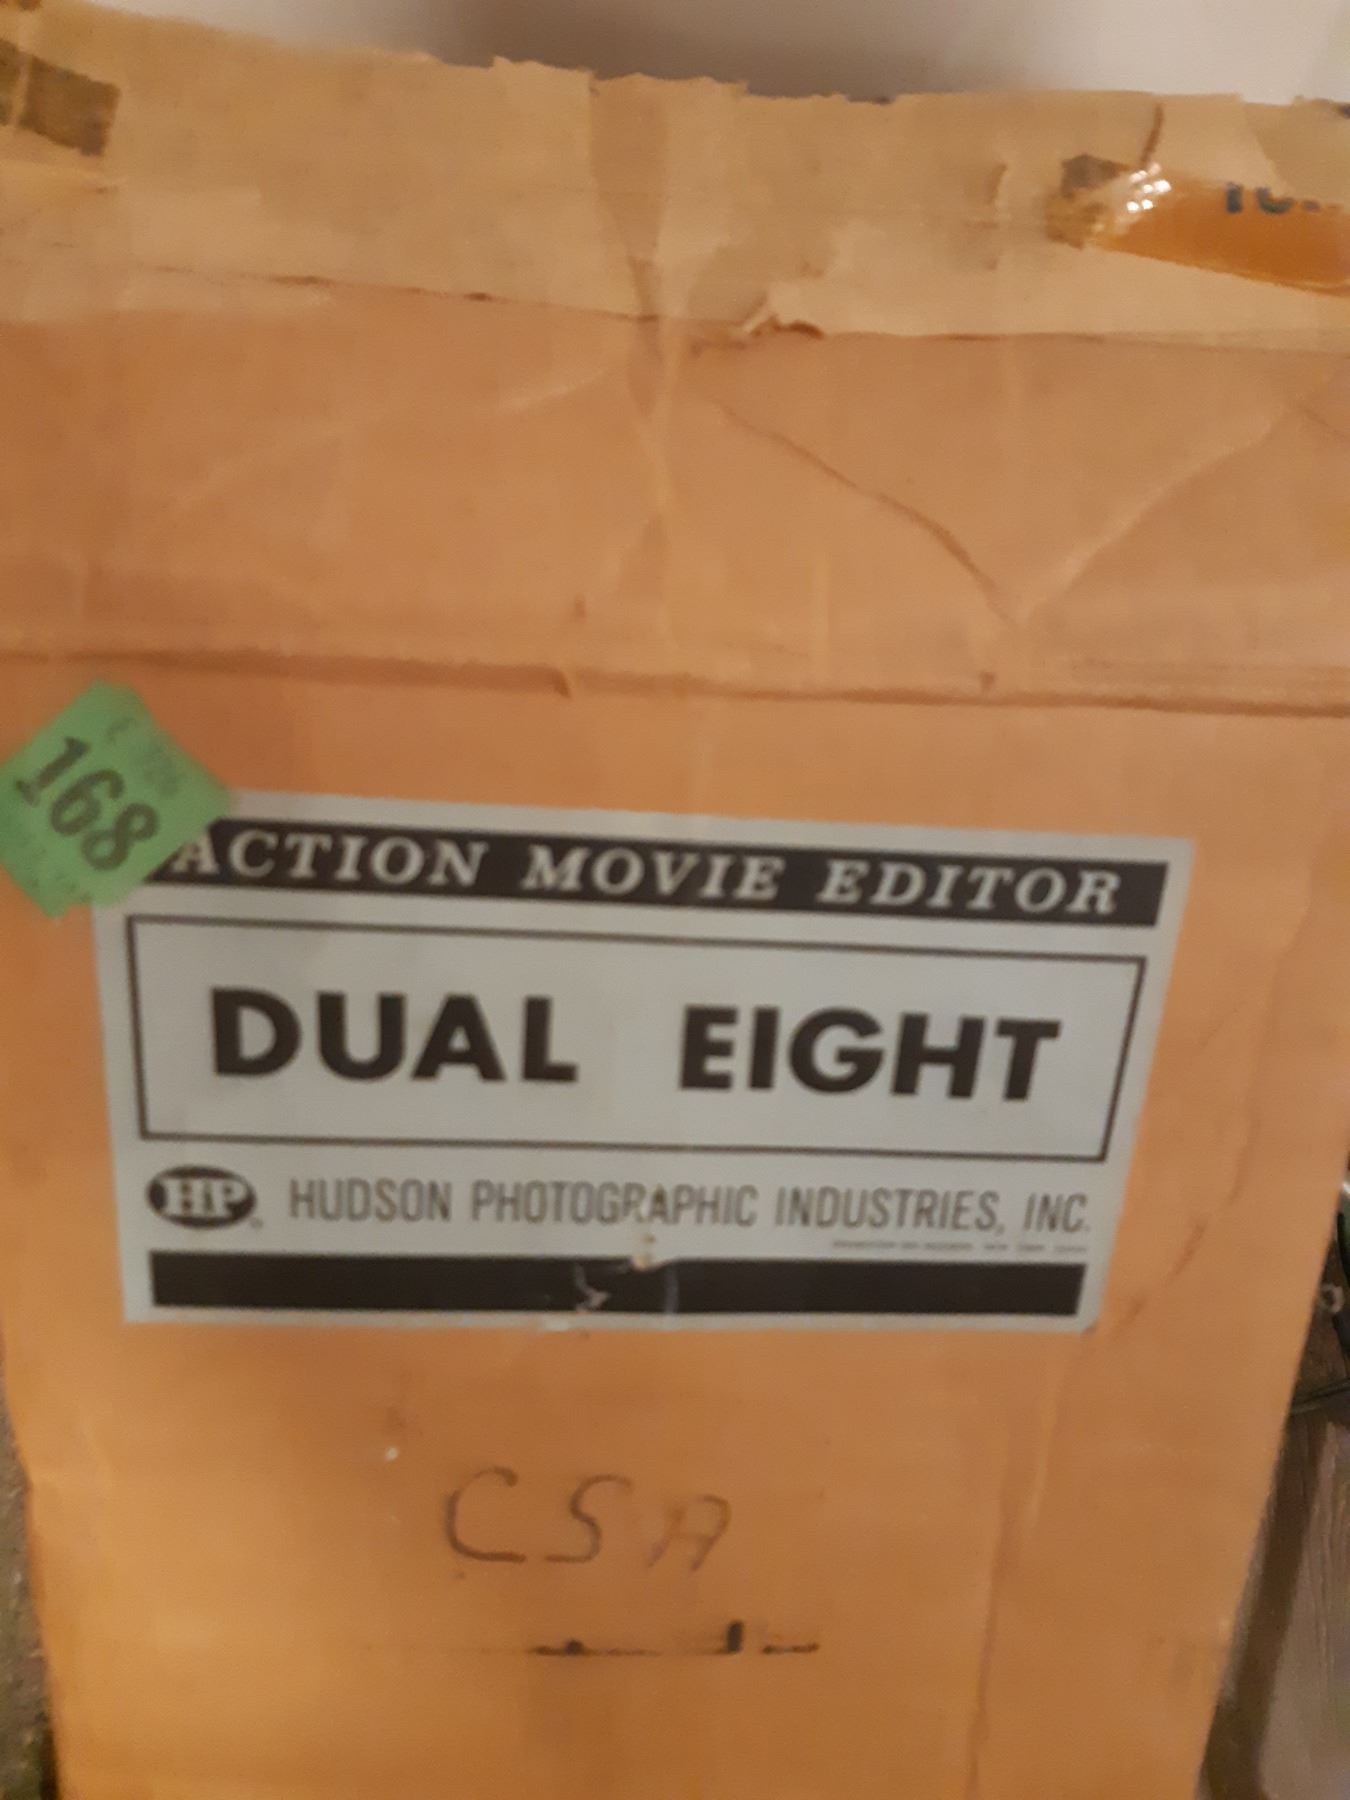 168
ACTION MOVIE EDITOR
DUAL EIGHT
HP HUDSON PHOTOGRAPHIC INDUSTRIES, INC.
CSA